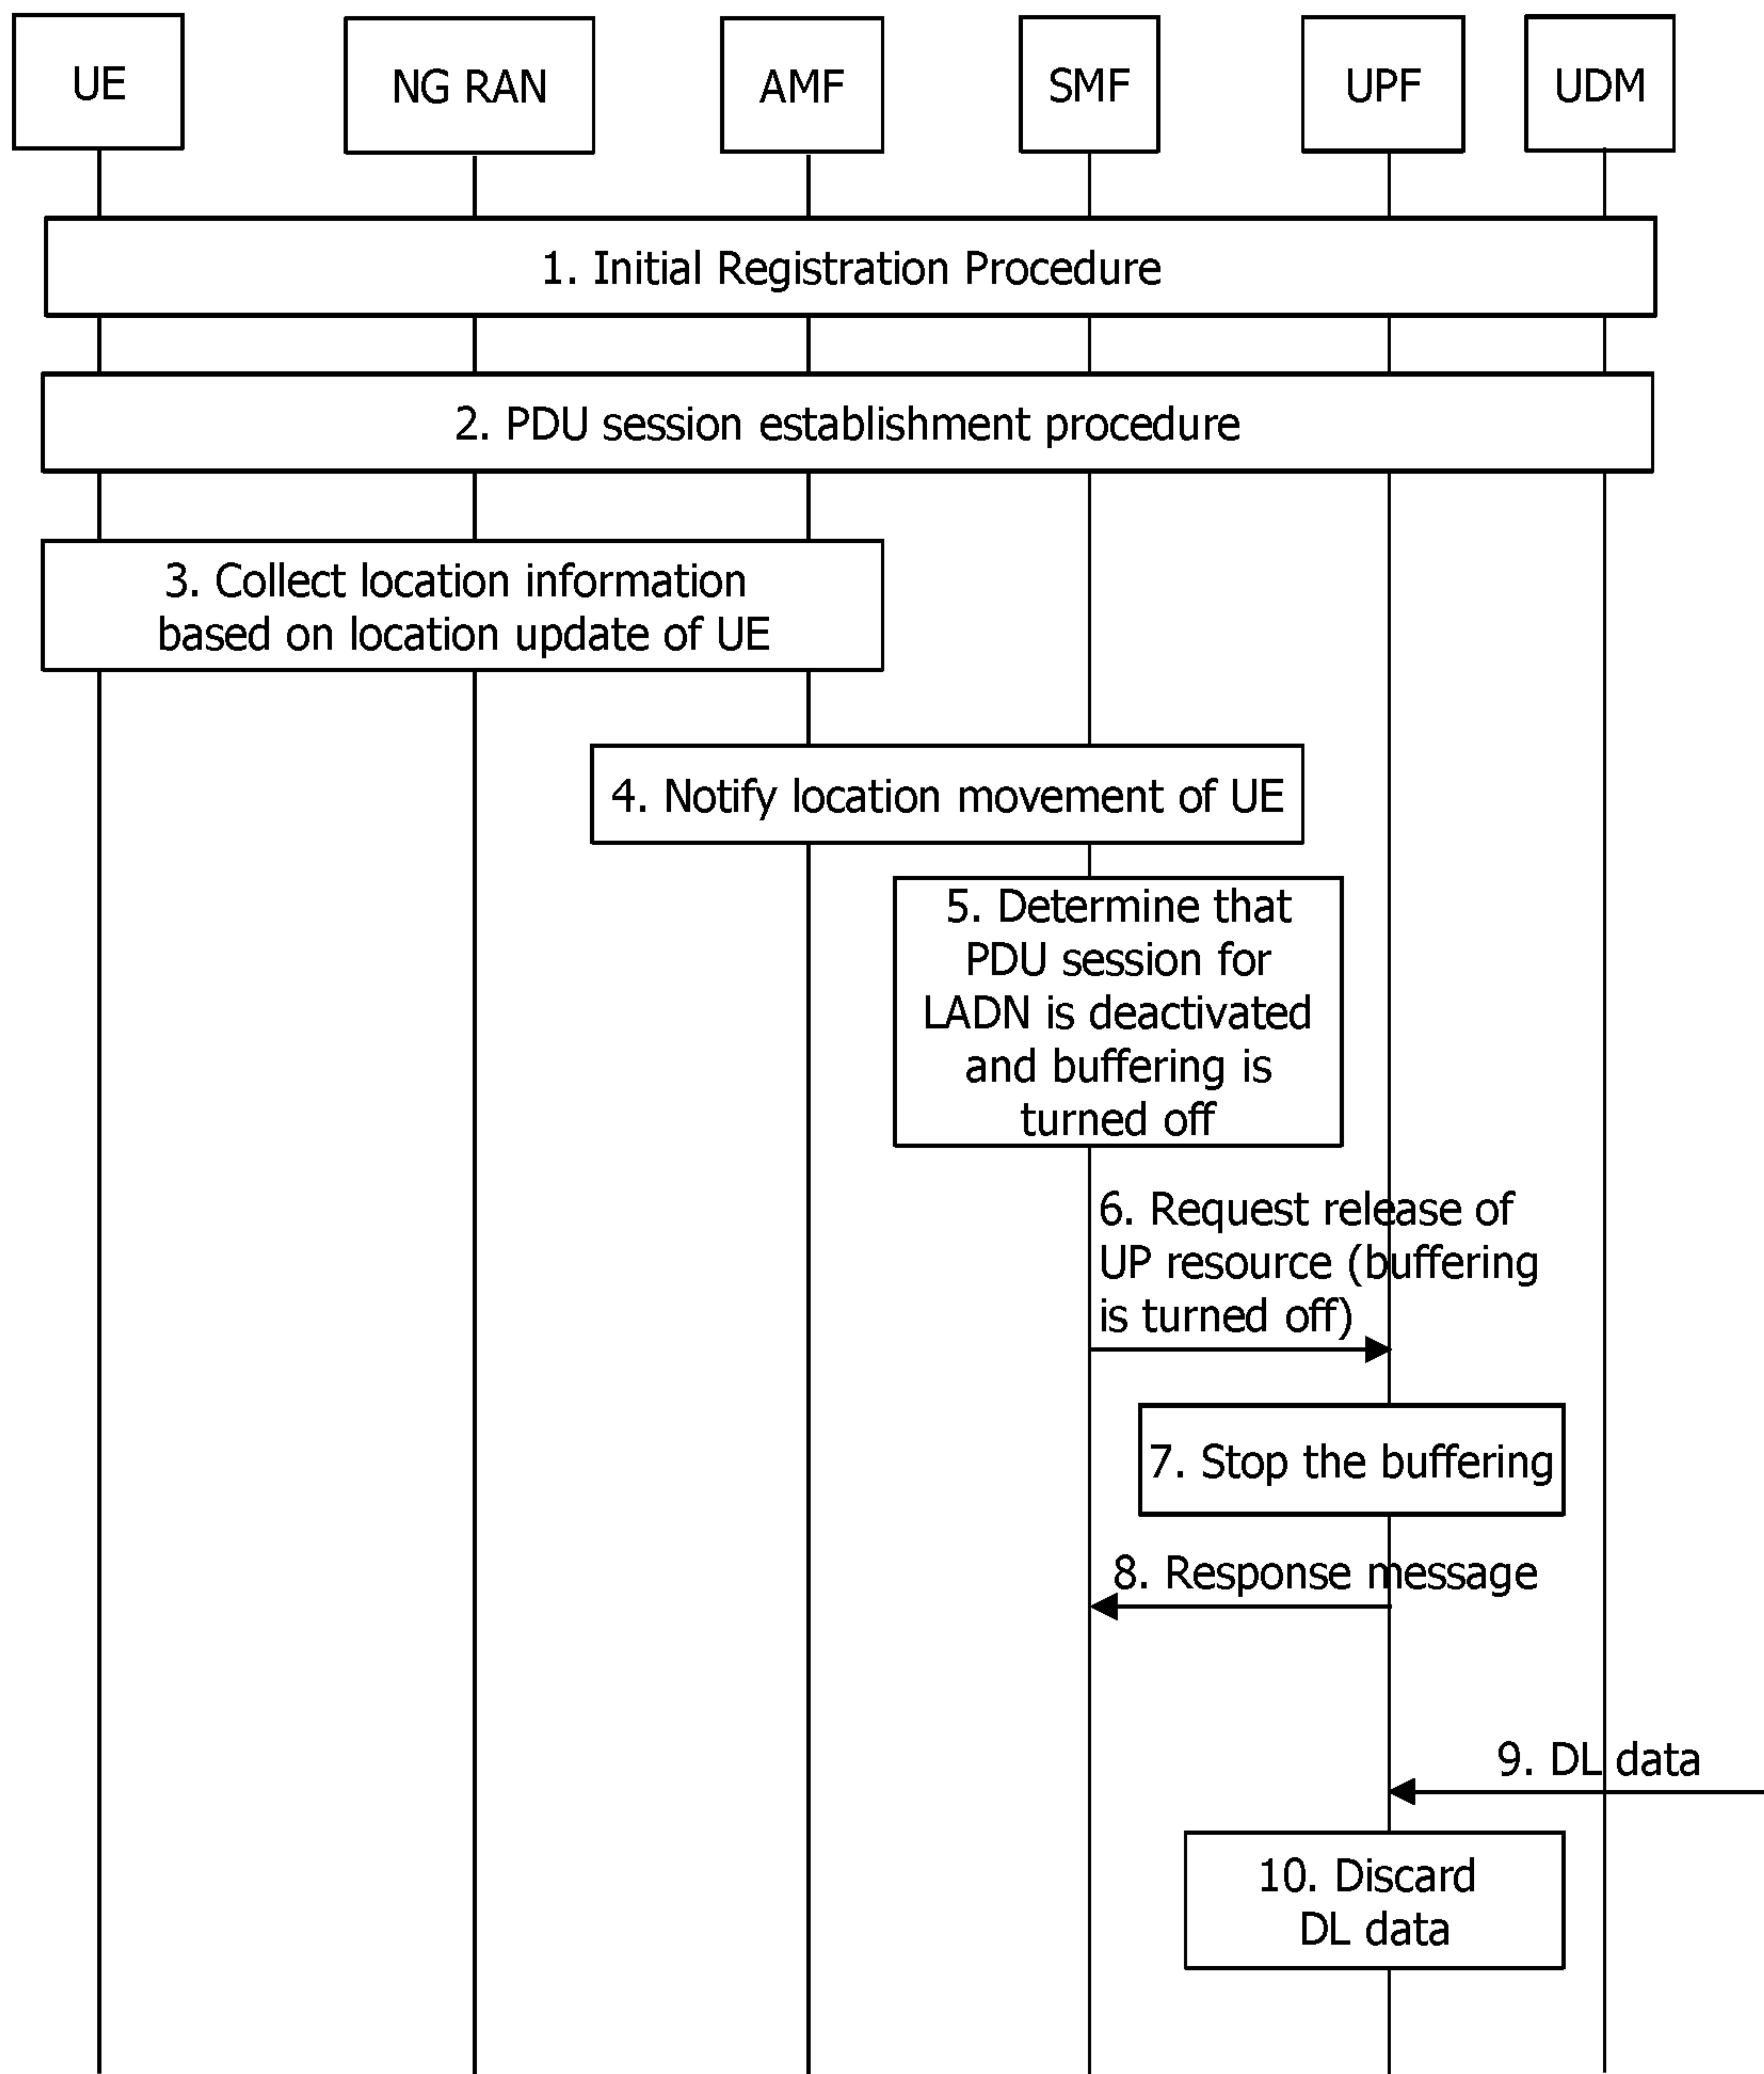 UE
NG RAN
AMF
SMF
UPF
UDM
1. Initial Registration Procedure
2. PDU session establishment procedure
3. Collect location information
based on location update of UE
4. Notify location movement of UE
5. Determine that
PDU session for
LADN is deactivated
and buffering is
turned off
6. Request release of
UP resource (buffering
is turned off)
7. Stop the buffering
8. Response message
9. DL data
10. Discard
DL data